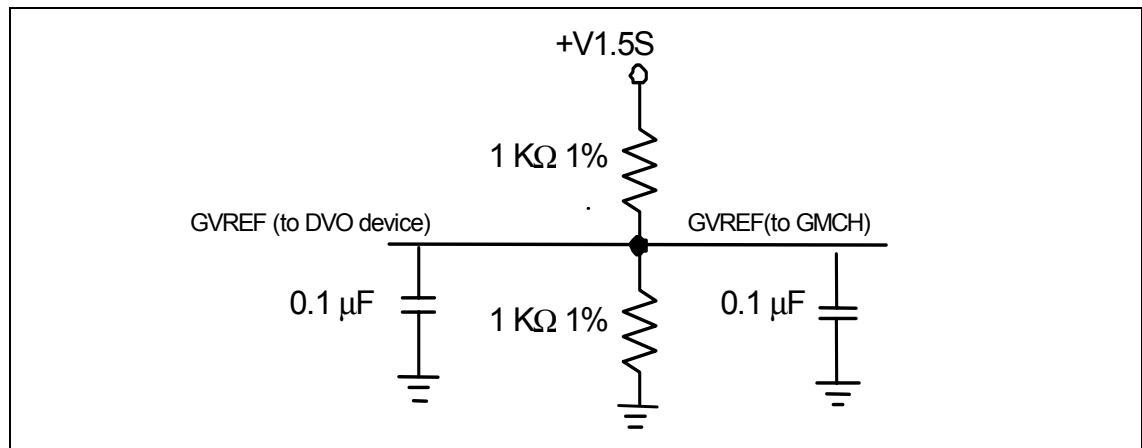 +V1.5S
1 KΩ 1%
GVREF (to DVO device)
GVREF(to GMCH)
0.1 μF
1 KΩ 1%
0.1 μF